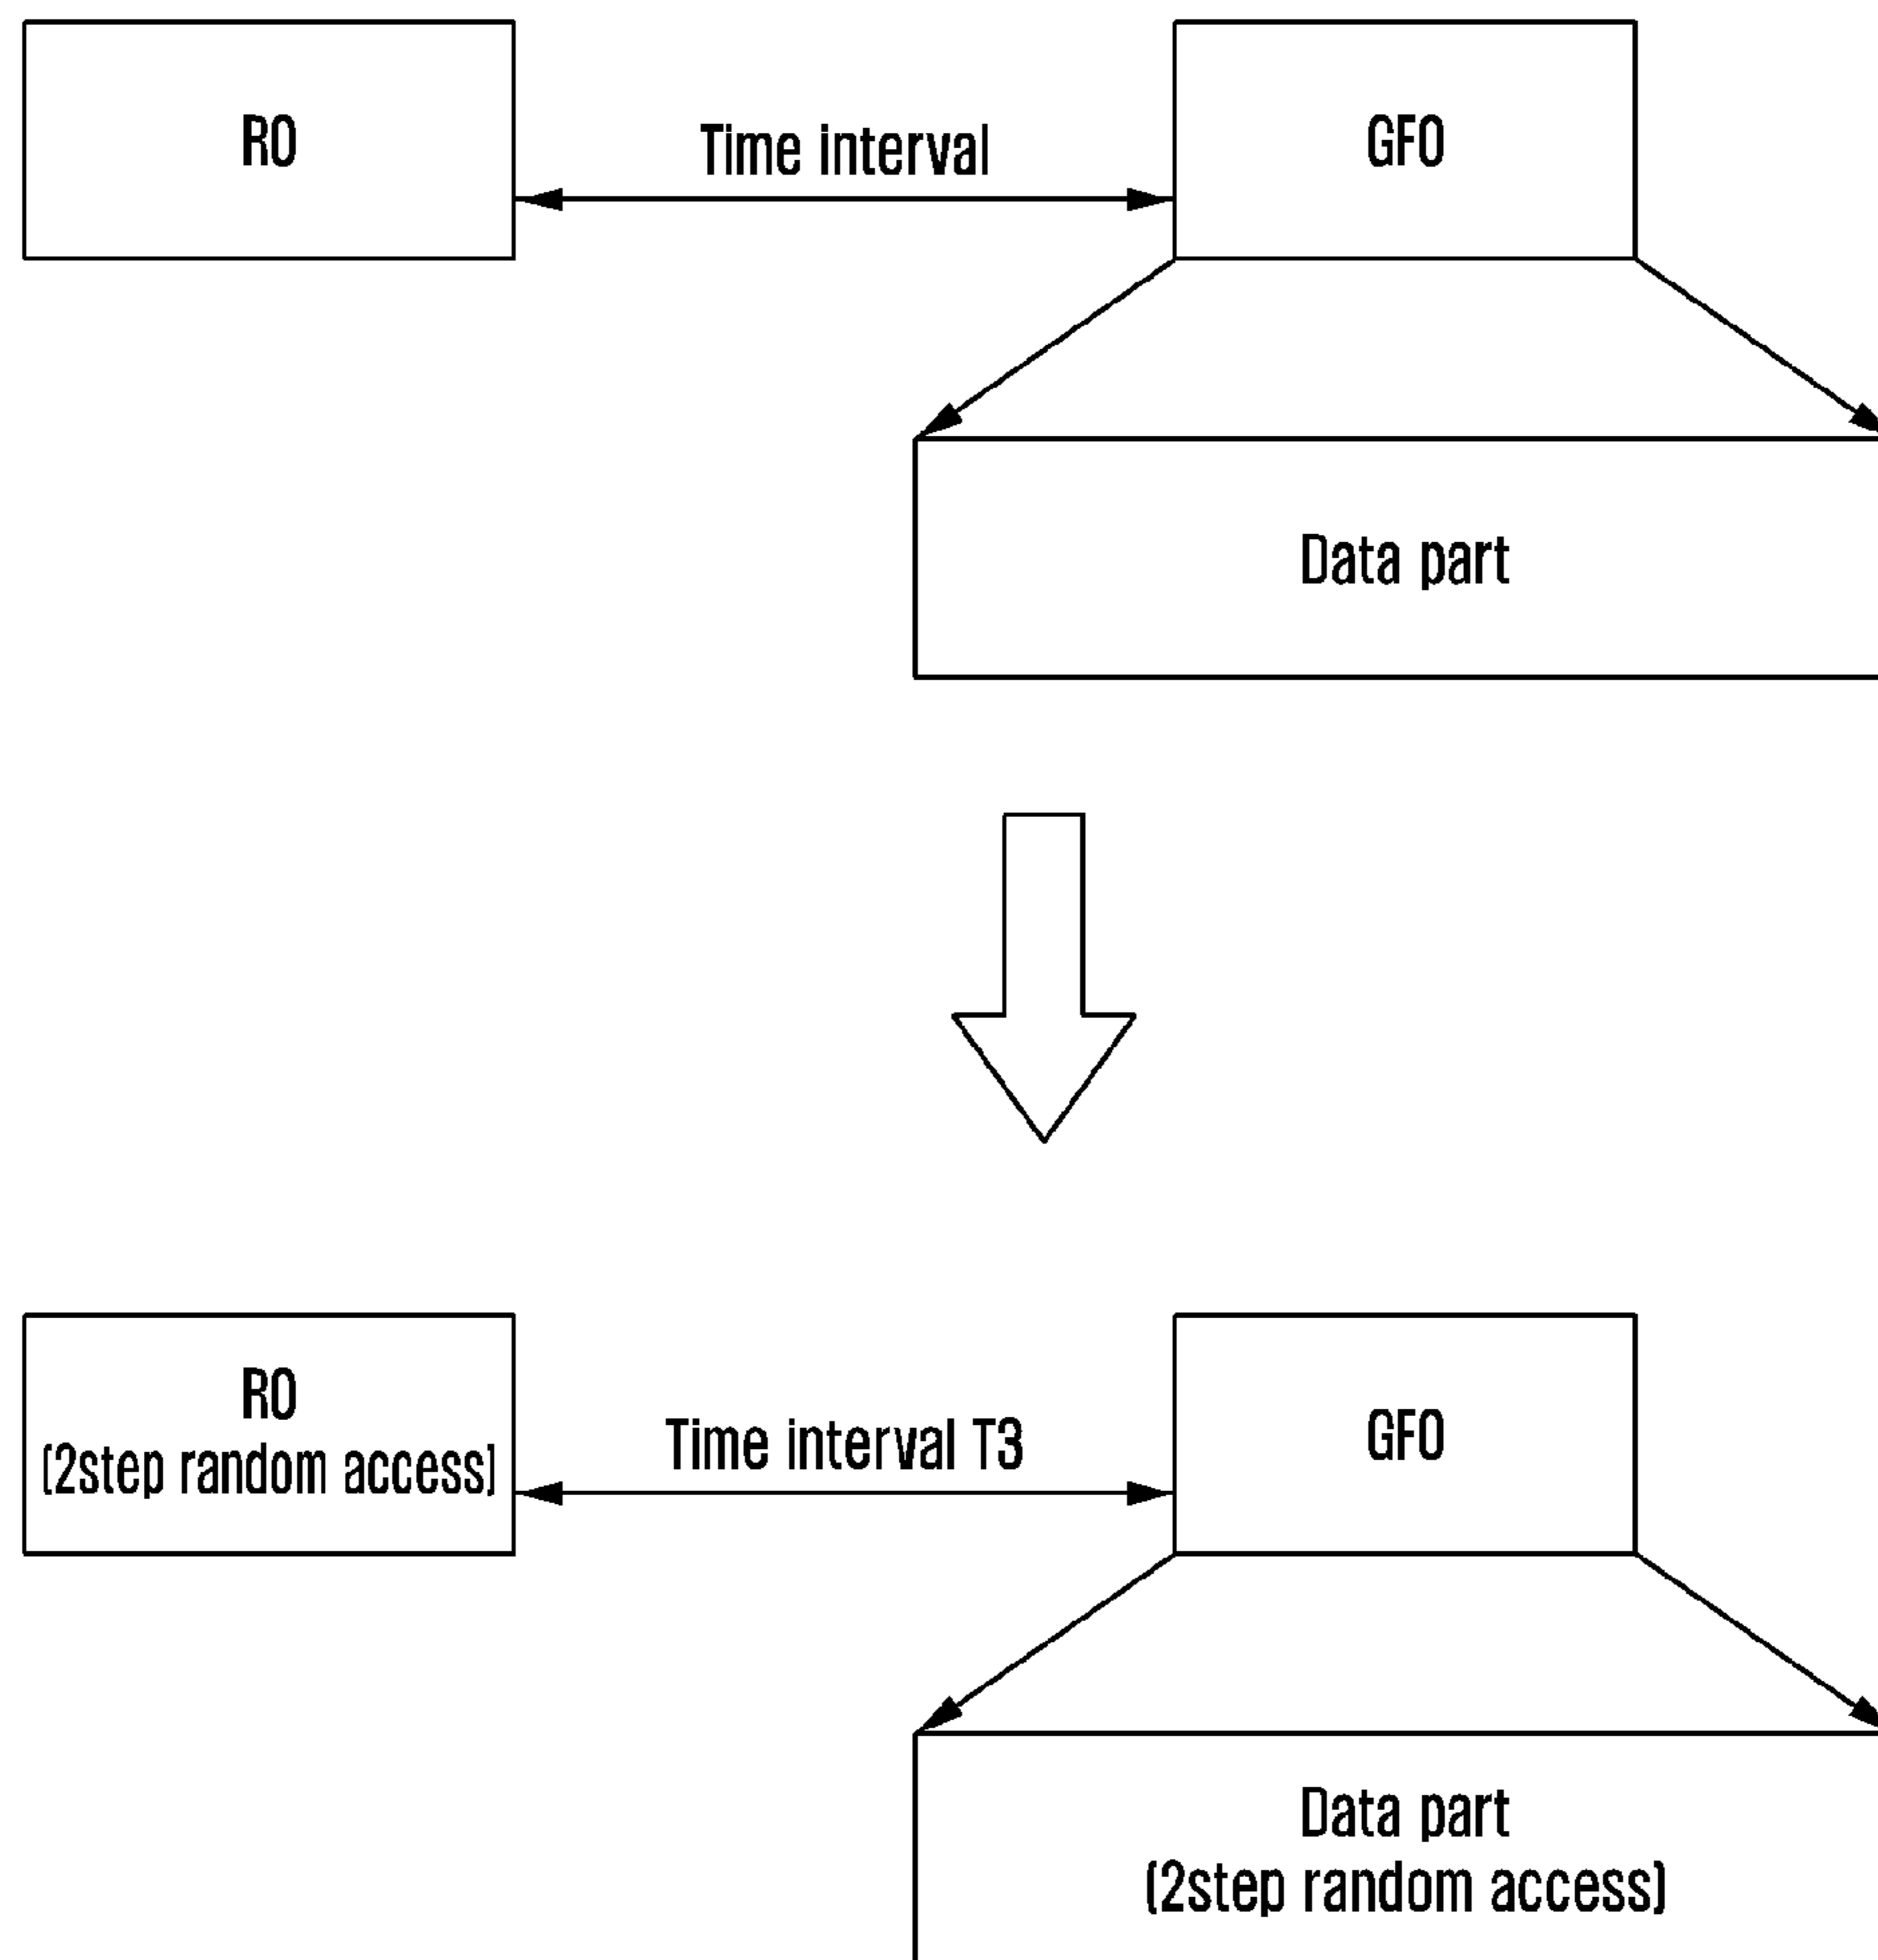 RO
Time interval
GFO
Data part
RO
(2step random access)
Time interval T3
GFO
Data part
(2step random access)